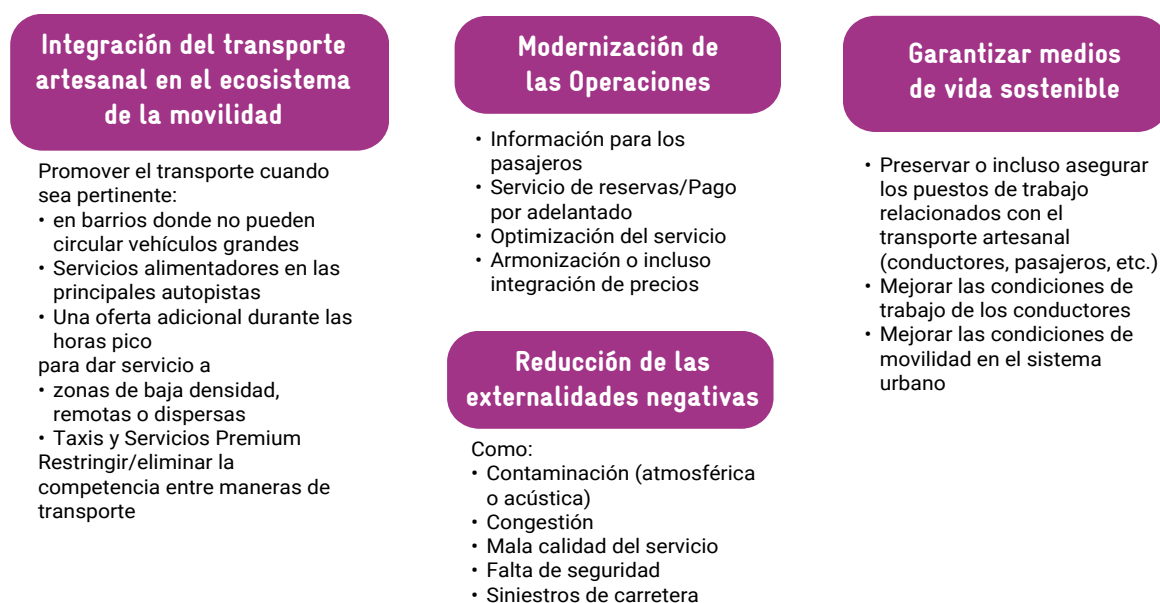 Integración del transporte
artesanal en el ecosistema
de la movilidad
Promover el transporte cuando
sea pertinente:
• en barrios donde no pueden
circular vehículos grandes
• Servicios alimentadores en las
principales autopistas
• Una oferta adicional durante las
horas pico
para dar servicio a
• zonas de baja densidad,
remotas o dispersas
• Taxis y Servicios Premium
Restringir/eliminar la
competencia entre maneras de
transporte
Modernización de
las Operaciones
• Información para los
pasajeros
• Servicio de reservas/Pago
por adelantado
• Optimización del servicio
• Armonización o incluso
integración de precios
Reducción de las
externalidades negativas
Como:
• Contaminación (atmosférica
o acústica)
• Congestión
• Mala calidad del servicio
• Falta de seguridad
• Siniestros de carretera
Garantizar medios
de vida sostenible
• Preservar o incluso asegurar
los puestos de trabajo
relacionados con el
transporte artesanal
(conductores, pasajeros, etc.)
• Mejorar las condiciones de
trabajo de los conductores
• Mejorar las condiciones de
movilidad en el sistema
urbano